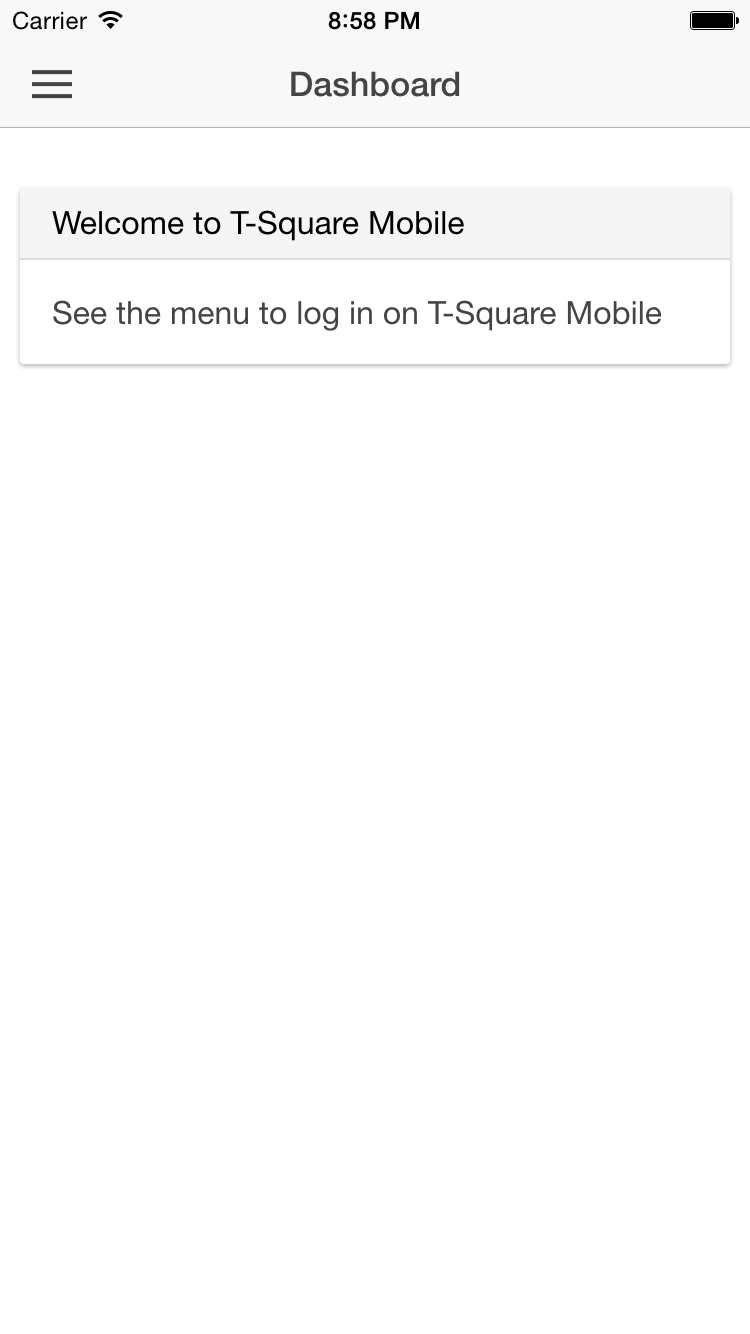 Carrier 8:58 PM
Dashboard
Welcome to T-Square Mobile
See the menu to log in on T-Square Mobile